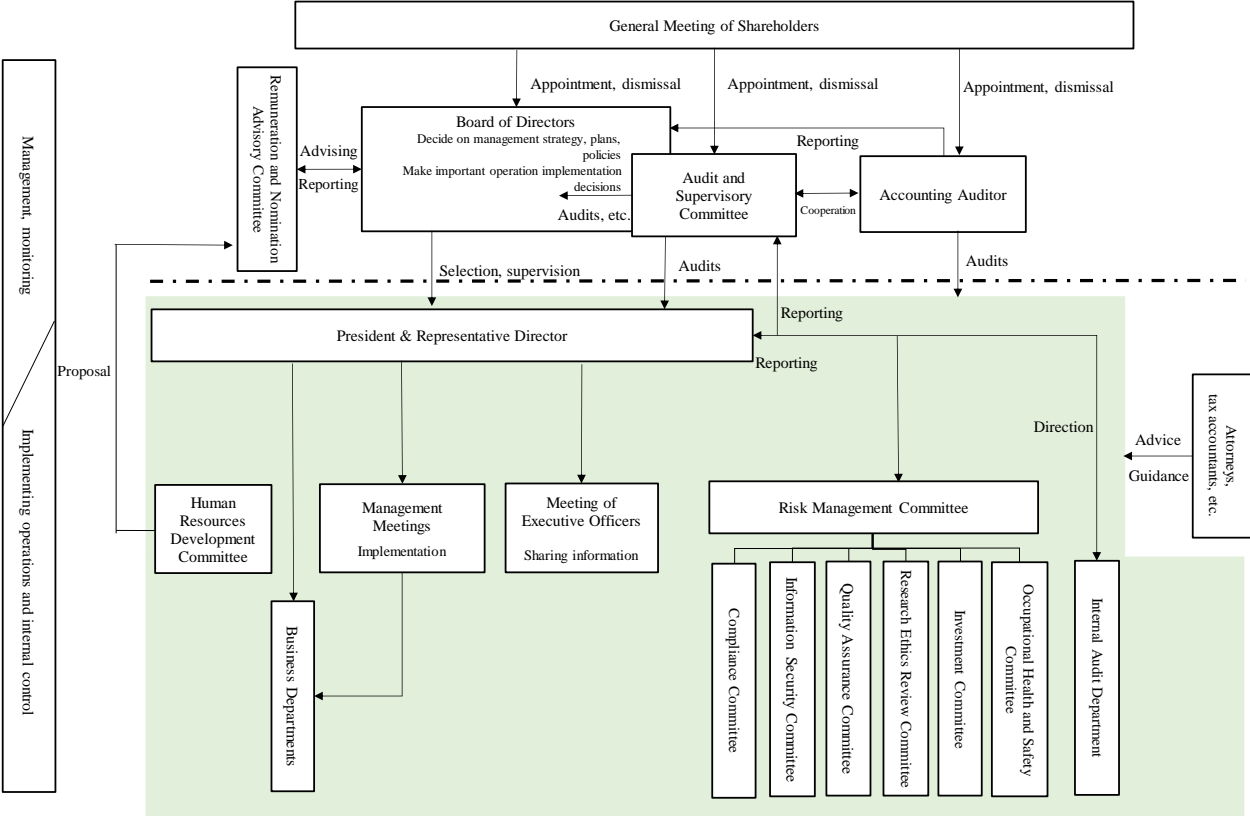 General Meeting of Shareholders
Appointment, dismissal
Appointment, dismissal
Appointment, dismissal
Management, monitoring
Implementing operations and internal control
Remuneration and Nomination
Advisory Committee
Advising
Reporting
Board of Directors
Decide on management strategy, plans,
policies
Make important operation implementation
decisions
Audits, etc.
Audit and
Supervisory
Committee
Reporting
Cooperation
Accounting Auditor
Selection, supervision
Audits
Audits
Reporting
President & Representative Director
Reporting
Proposal
Direction
Advice
Guidance
Attorneys,
tax accountants, etc.
Human
Resources
Development
Committee
Management
Meetings
Implementation
Meeting of
Executive Officers
Sharing information
Risk Management Committee
Business Departments
Compliance Committee
Information Security Committee
Quality Assurance Committee
Research Ethics Review Committee
Investment Committee
Occupational Health and Safety
Committee
Internal Audit Department